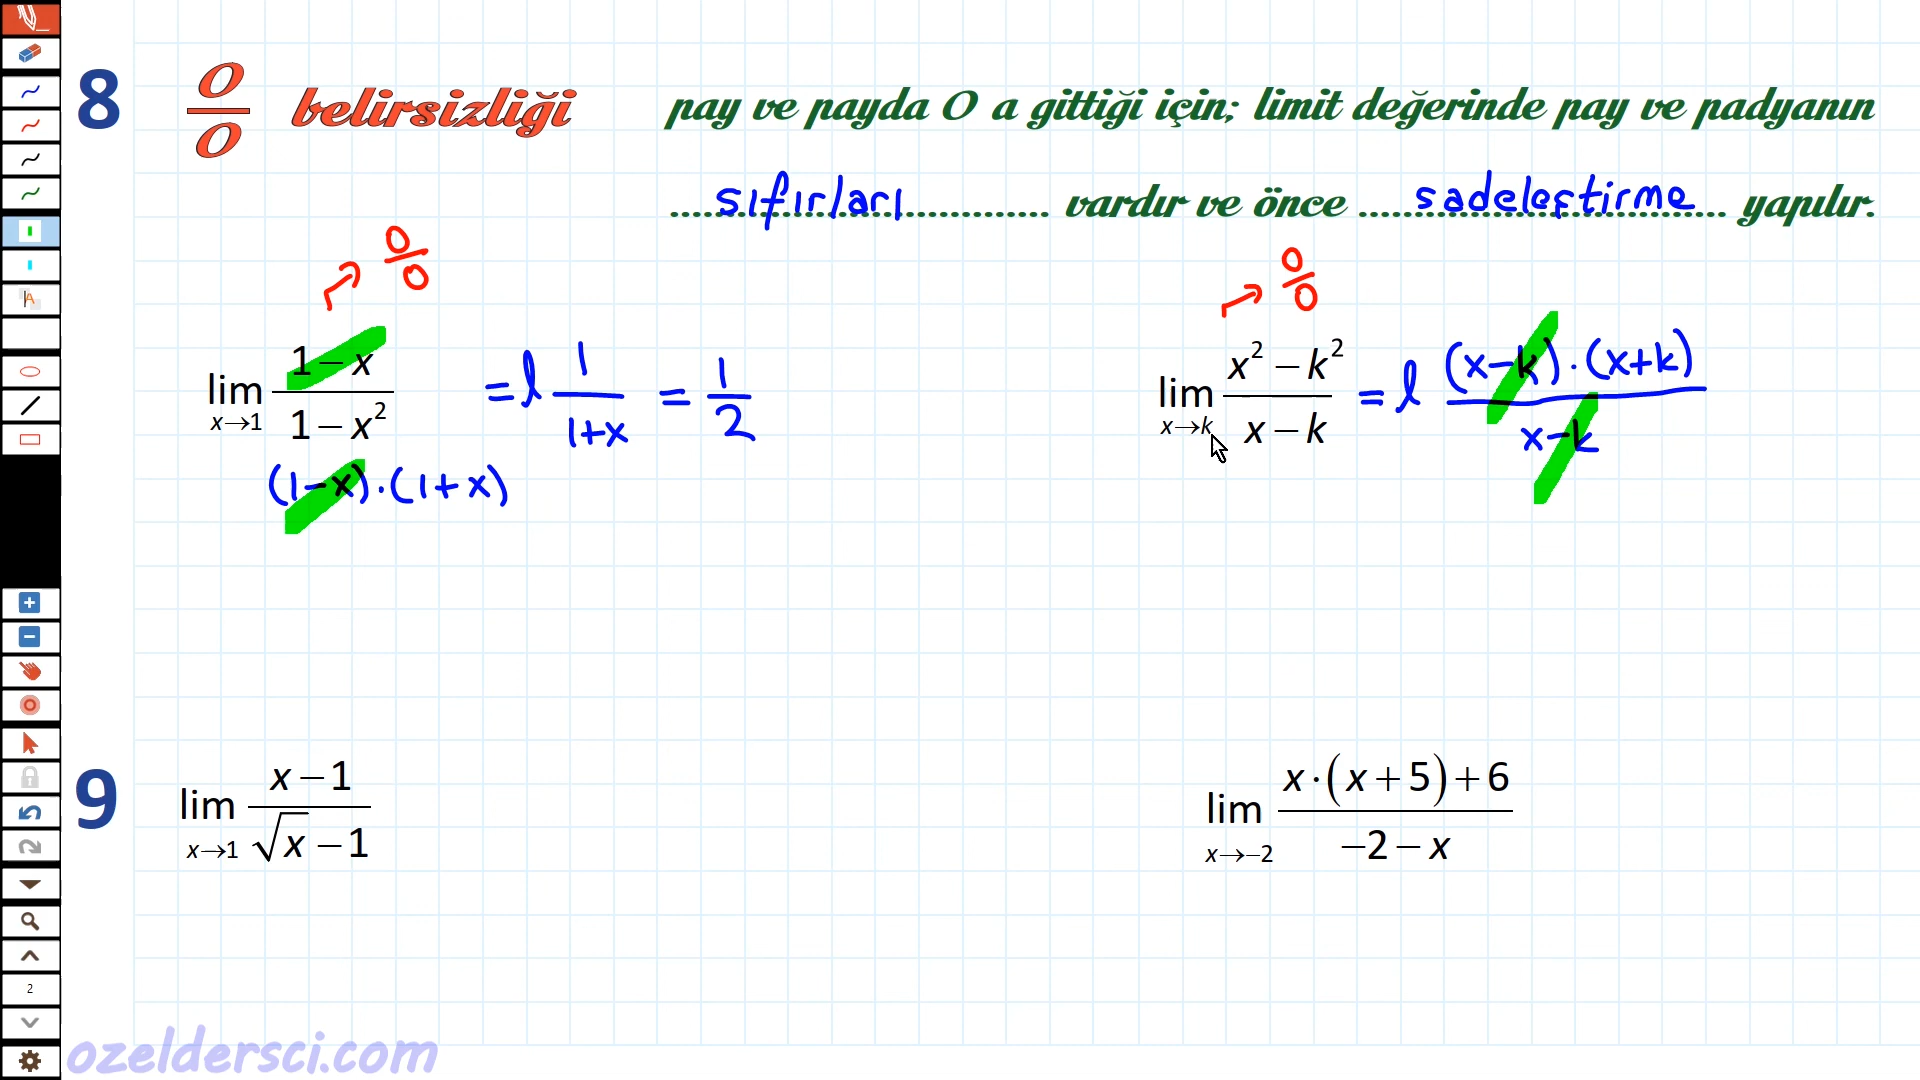 8 0/0 belirsizliği pay ve payda 0 a gittiği için; limit değerinde pay ve padyanın
sıfırları vardır ve önce sadeleştirme yapılır.
→ 0/0
lim x→1 (1-x)/(1-x²) = l 1/(1+x) = 1/2
(1-x)·(1+x)
→ 0/0
lim x→k (x²-k²)/(x-k) = l (x-k)·(x+k)/(x-k)
9 lim x→1 (x-1)/(√x-1)
lim x→-2 (x·(x+5)+6)/(-2-x)
A
2
ozeldersci.com